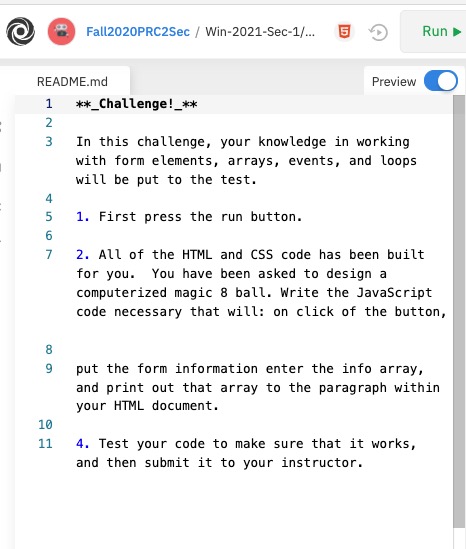 Fall2020PRC2Sec / Win-2021-Sec-1/...
Run
README.md
Preview
1 **_Challenge!_**
2
3 In this challenge, your knowledge in working
with form elements, arrays, events, and loops
will be put to the test.
4
5 1. First press the run button.
6
7 2. All of the HTML and CSS code has been built
for you.  You have been asked to design a
computerized magic 8 ball. Write the JavaScript
code necessary that will: on click of the button,
8
9 put the form information enter the info array,
and print out that array to the paragraph within
your HTML document.
10
11 4. Test your code to make sure that it works,
and then submit it to your instructor.